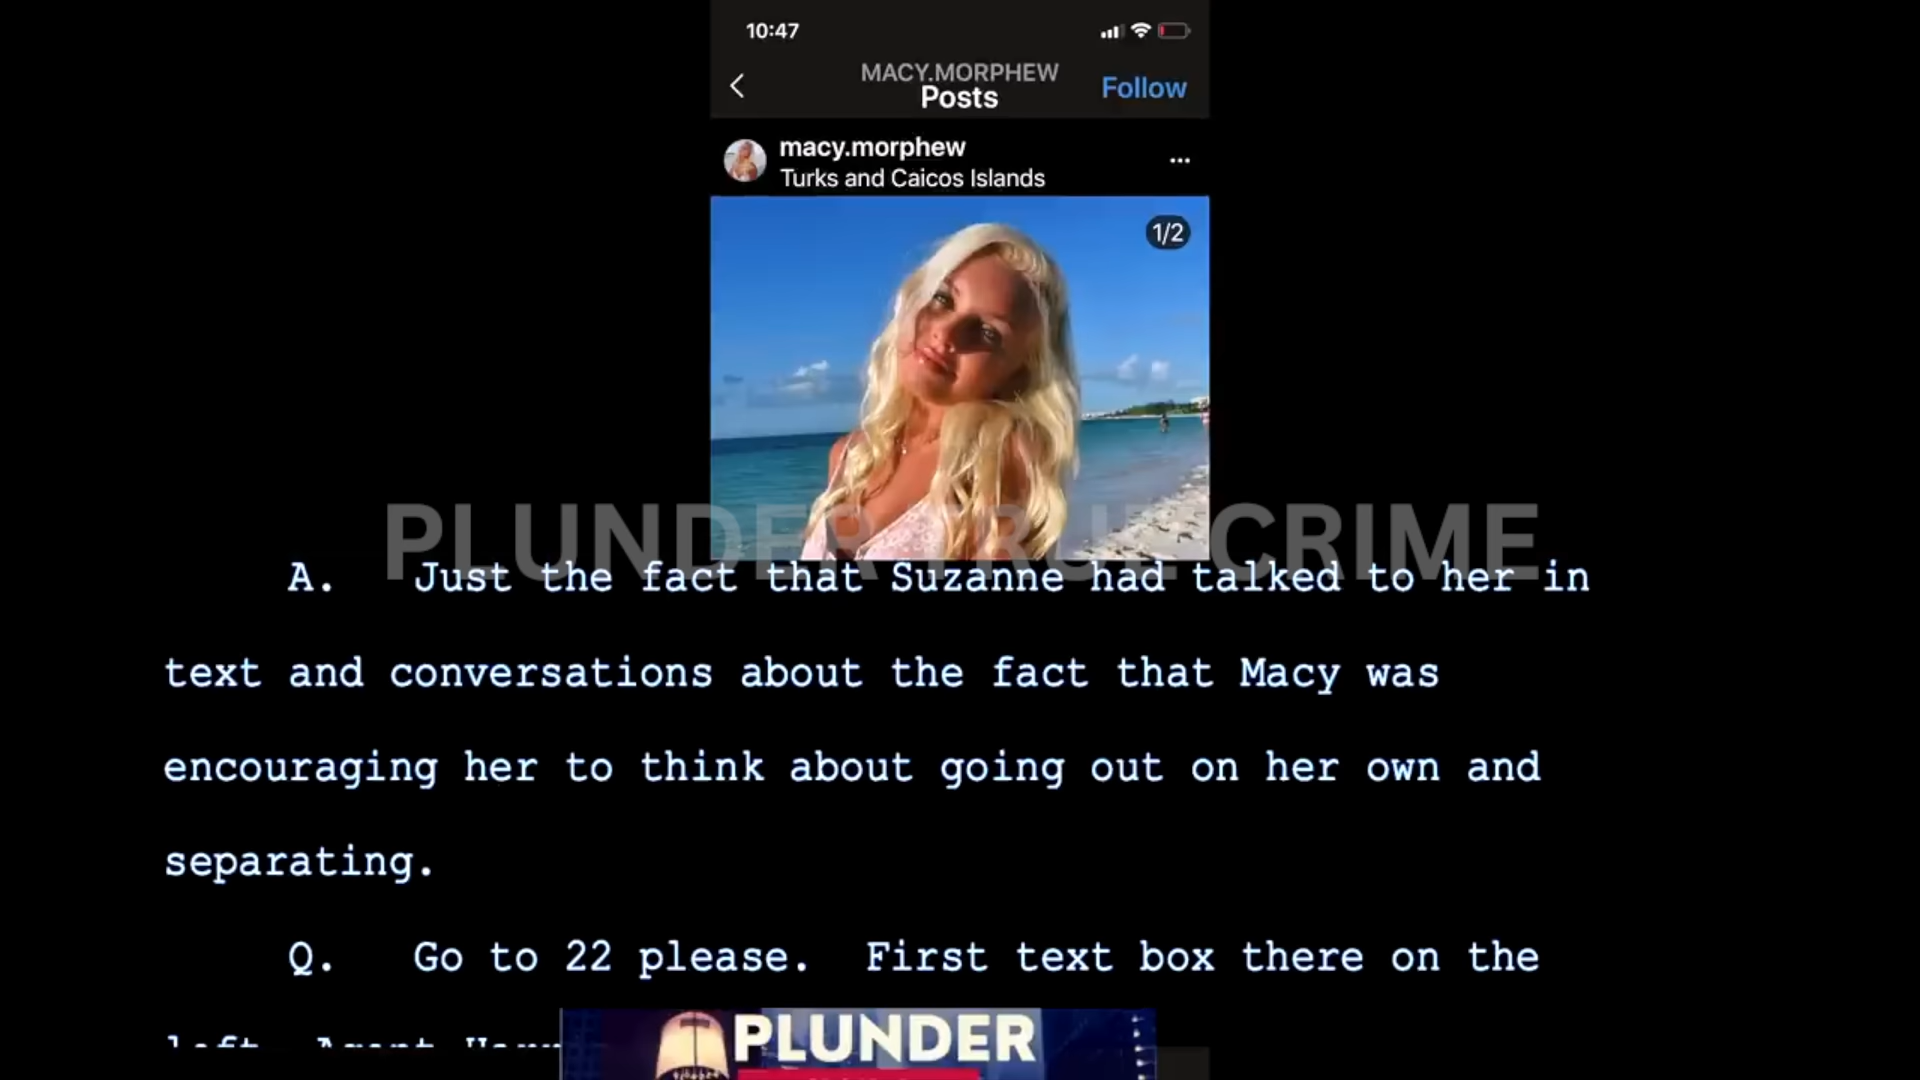 10:47
MACY.MORPHEW
Posts
Follow
macy.morphew
Turks and Caicos Islands
1/2
PLUNDER TRUE CRIME
A. Just the fact that Suzanne had talked to her in
text and conversations about the fact that Macy was
encouraging her to think about going out on her own and
separating.
Q. Go to 22 please. First text box there on the
left, Agent
PLUNDER